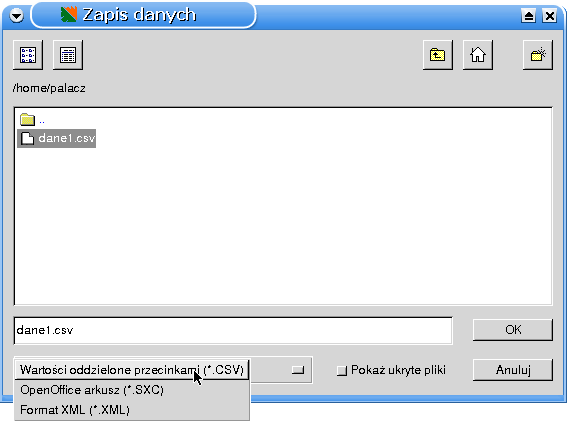 Zapis danych
/home/palacz
..
dane1.csv
dane1.csv
OK
Wartości oddzielone przecinkami (*.CSV)
Pokaż ukryte pliki
Anuluj
OpenOffice arkusz (*.SXC)
Format XML (*.XML)